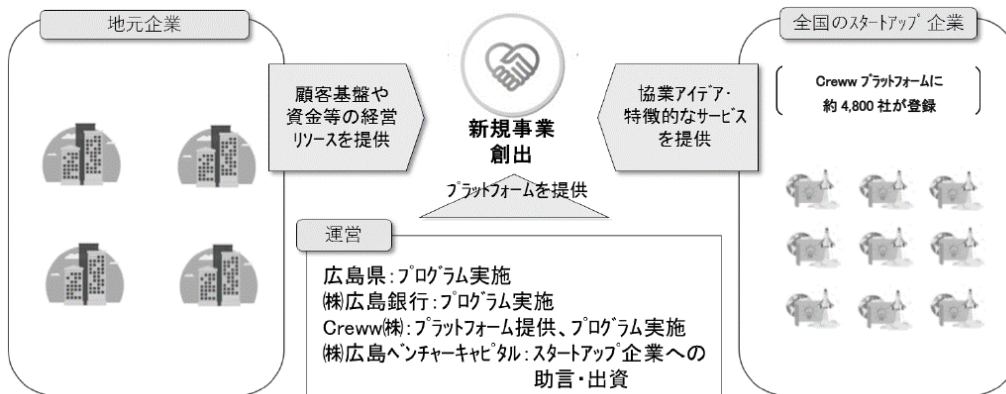 地元企業
顧客基盤や
資金等の経営
リソースを提供
新規事業
創出
協業アイデア・
特徴的なサービス
を提供
全国のスタートアップ企業
Creww プラットフォームに
約 4,800 社が登録
プラットフォームを提供
運営
広島県：プログラム実施
㈱広島銀行：プログラム実施
Creww㈱：プラットフォーム提供、プログラム実施
㈱広島ベンチャーキャピタル：スタートアップ企業への
助言・出資